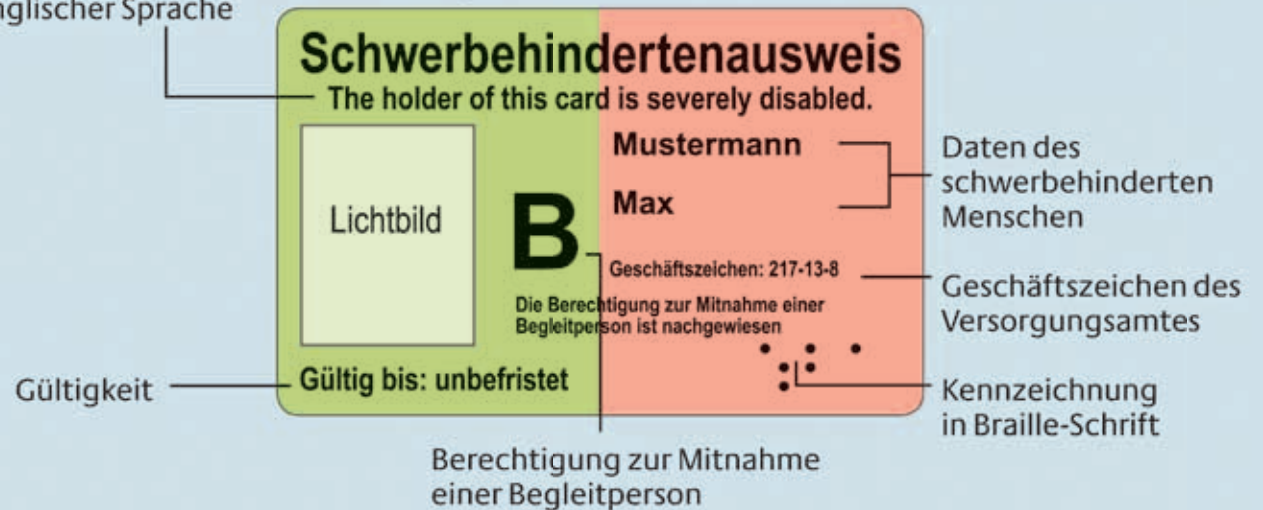 nglischer Sprache
Schwerbehindertenausweis
The holder of this card is severely disabled.
Lichtbild
B
Mustermann
Max
Geschäftszeichen: 217-13-8
Die Berechtigung zur Mitnahme einer
Begleitperson ist nachgewiesen
Gültig bis: unbefristet
Daten des
schwerbehinderten
Menschen
Geschäftszeichen des
Versorgungsamtes
Kennzeichnung
in Braille-Schrift
Gültigkeit
Berechtigung zur Mitnahme
einer Begleitperson